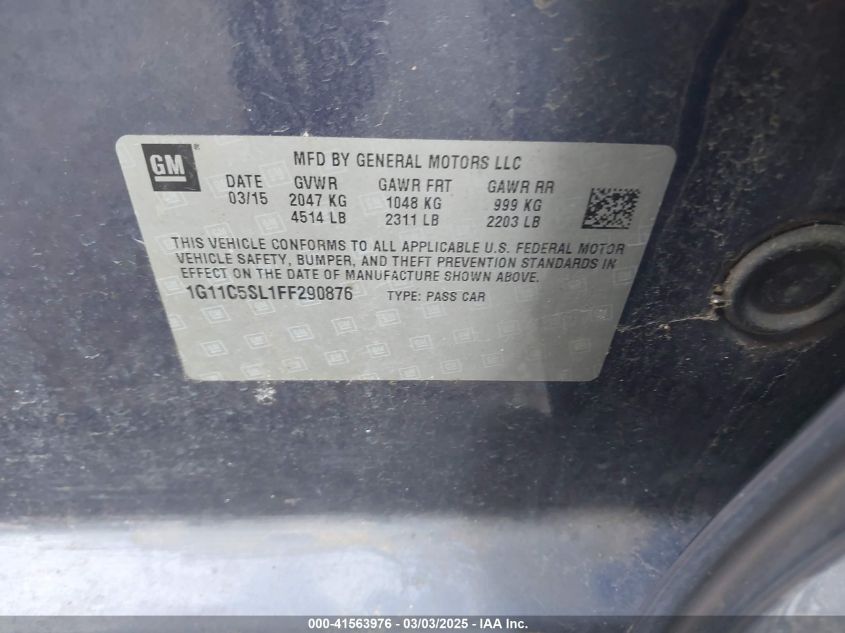 GM®
MFD BY GENERAL MOTORS LLC
DATE GVWR GAWR FRT GAWR RR
03/15 2047 KG 1048 KG 999 KG
4514 LB 2311 LB 2203 LB
THIS VEHICLE CONFORMS TO ALL APPLICABLE U.S. FEDERAL MOTOR
VEHICLE SAFETY, BUMPER, AND THEFT PREVENTION STANDARDS IN
EFFECT ON THE DATE OF MANUFACTURE SHOWN ABOVE.
1G11C5SL1FF290876 TYPE: PASS CAR
000-41563976 - 03/03/2025 - IAA Inc.